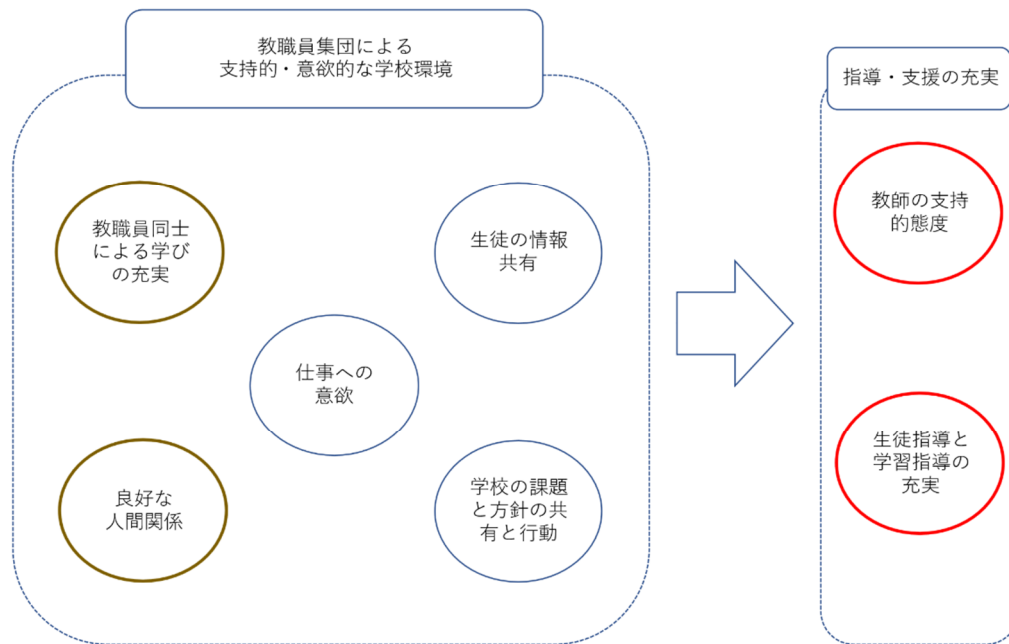 教職員集団による
支持的・意欲的な学校環境
教職員同士
による学び
の充実
生徒の情報
共有
仕事への
意欲
良好な
人間関係
学校の課題
と方針の共
有と行動
指導・支援の充実
教師の支持
的態度
生徒指導と
学習指導の
充実